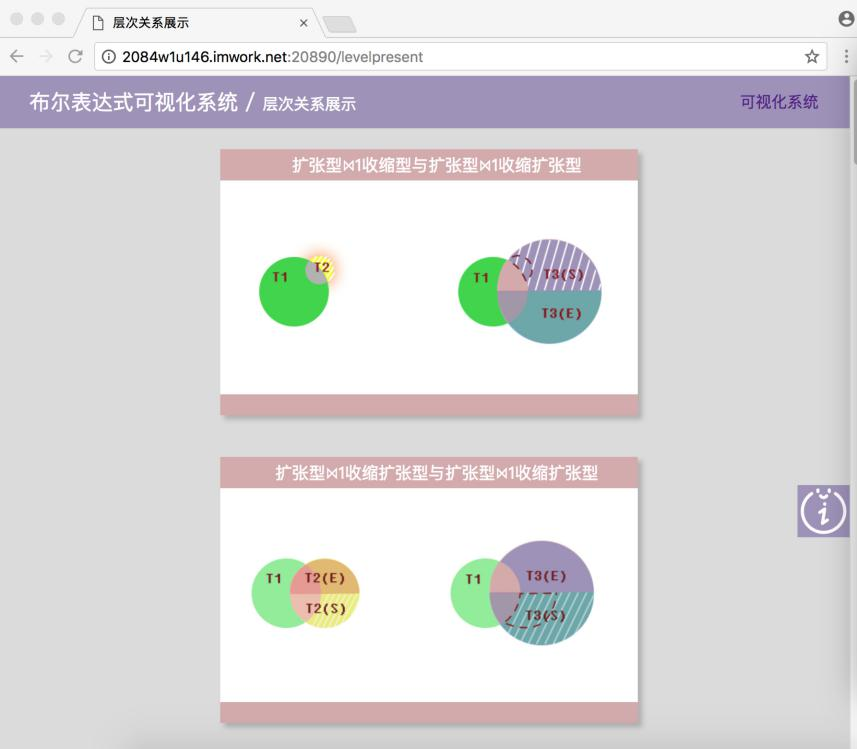 层次关系展示
2084w1u146.imwork.net:20890/levelpresent
布尔表达式可视化系统 / 层次关系展示
可视化系统
扩张型⋈1收缩型与扩张型⋈1收缩扩张型
T1
T2
T1
T3(S)
T3(E)
扩张型⋈1收缩扩张型与扩张型⋈1收缩扩张型
T1
T2(E)
T2(S)
T1
T3(E)
T3(S)
i